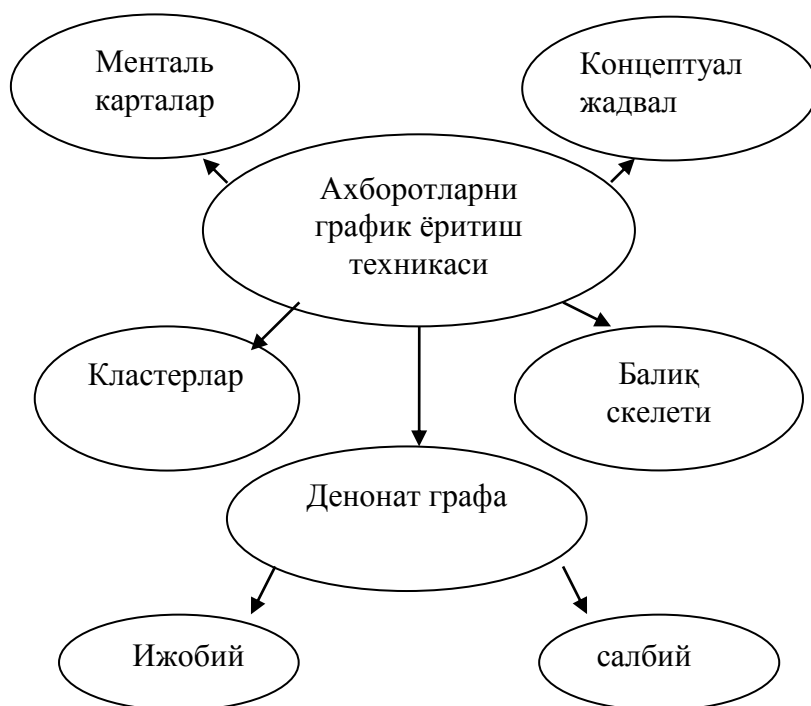 Менталь
карталар
Концептуал
жадвал
Ахборотларни
график ёритиш
техникаси
Кластерлар
Балиқ
скелети
Денонат графа
Ижобий
салбий